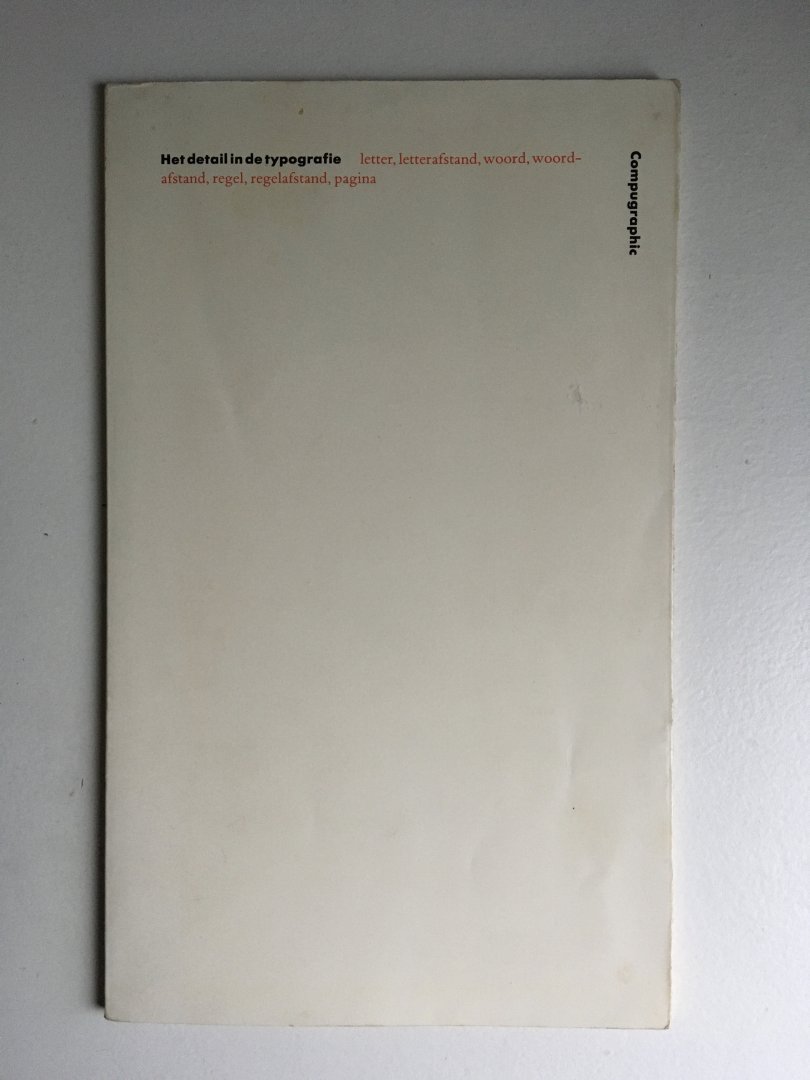 Het detail in de typografie letter, letterafstand, woord, woord-
afstand, regel, regelafstand, pagina
Compugraphic